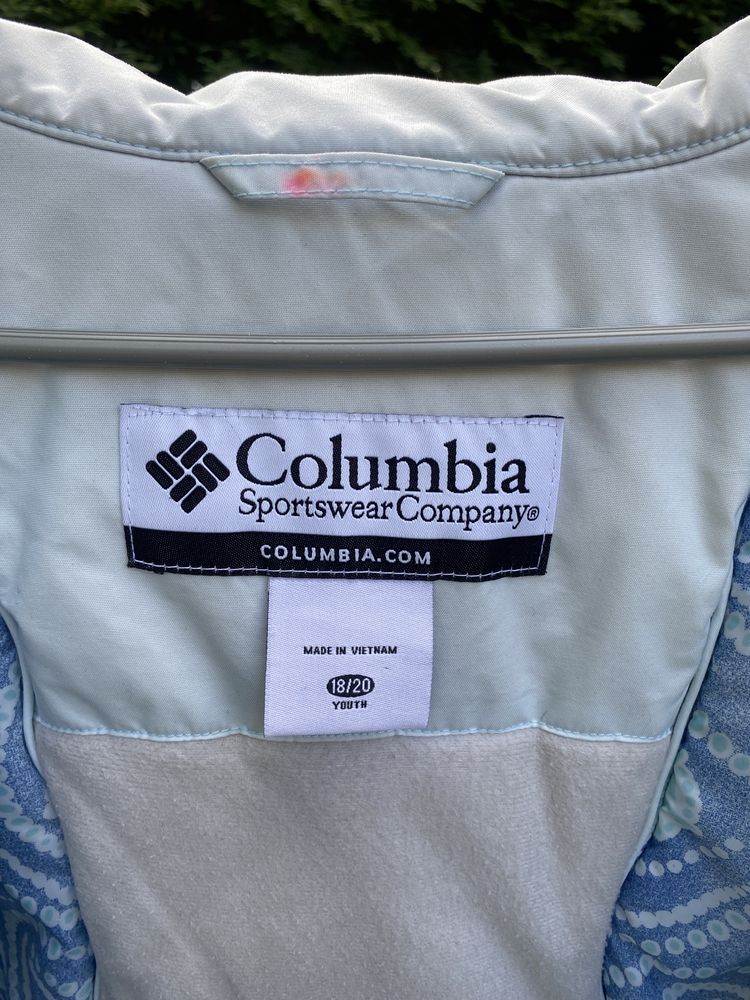 Columbia
Sportswear Company®
COLUMBIA.COM
MADE IN VIETNAM
18/20
YOUTH